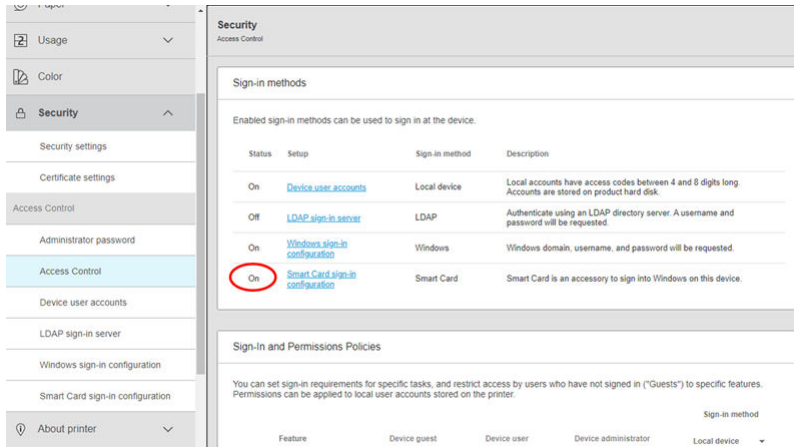 Paper
Usage
Color
Security
Security settings
Certificate settings
Access Control
Administrator password
Access Control
Device user accounts
LDAP sign-in server
Windows sign-in configuration
Smart Card sign-in configuration
About printer
Security
Access Control
Sign-in methods
Enabled sign-in methods can be used to sign in at the device.
Status Setup Sign-in method Description
On Device user accounts Local device Local accounts have access codes between 4 and 8 digits long.
Accounts are stored on product hard disk.
Off LDAP sign-in server LDAP Authenticate using an LDAP directory server. A username and
password will be requested.
On Windows sign-in
configuration Windows Windows domain, username, and password will be requested.
On Smart Card sign-in
configuration Smart Card Smart Card is an accessory to sign into Windows on this device.
Sign-In and Permissions Policies
You can set sign-in requirements for specific tasks, and restrict access by users who have not signed in ("Guests") to specific features.
Permissions can be applied to local user accounts stored on the printer.
Sign-in method
Feature Device guest Device user Device administrator Local device